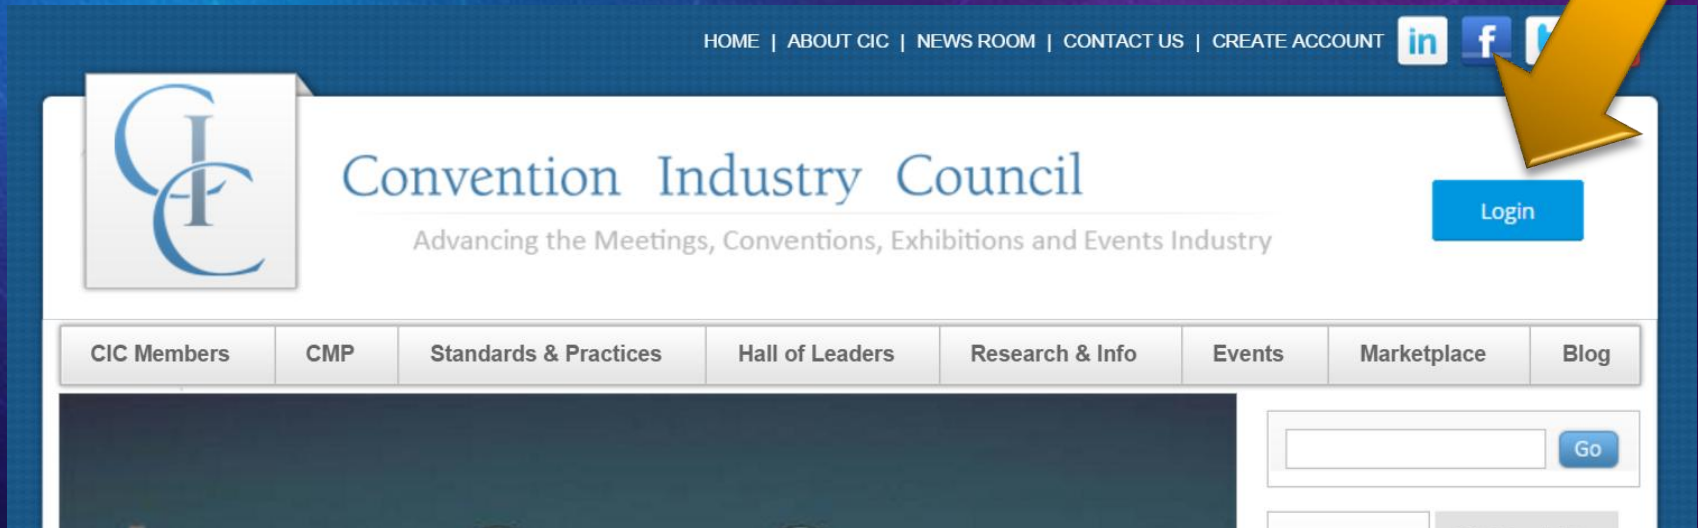 HOME | ABOUT CIC | NEWS ROOM | CONTACT US | CREATE ACCOUNT in f
CIC
Convention Industry Council
Login
Advancing the Meetings, Conventions, Exhibitions and Events Industry
CIC Members CMP Standards & Practices Hall of Leaders Research & Info Events Marketplace Blog
Go